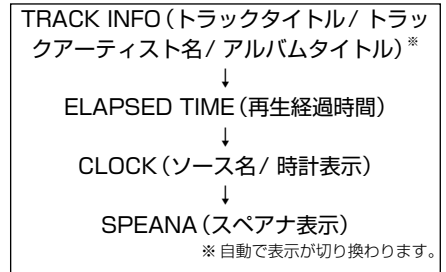 TRACK INFO（トラックタイトル/ トラッ
クアーティスト名/ アルバムタイトル）※
↓
ELAPSED TIME（再生経過時間）
↓
CLOCK（ソース名/ 時計表示）
↓
SPEANA（スペアナ表示）
※ 自動で表示が切り換わります。